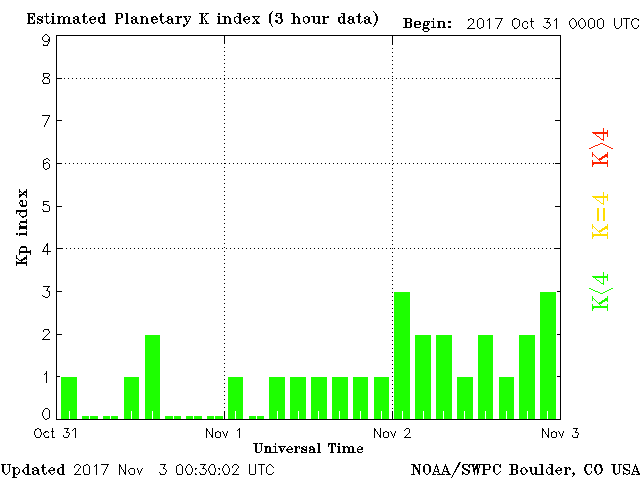 Estimated Planetary K index (3 hour data) Begin: 2017 Oct 31 0000 UTC
9
8
7
6
5
4
3
2
1
0
Kp index
K>4
K=4
K<4
Oct 31 Nov 1 Nov 2 Nov 3
Universal Time
Updated 2017 Nov 3 00:30:02 UTC NOAA/SWPC Boulder, CO USA